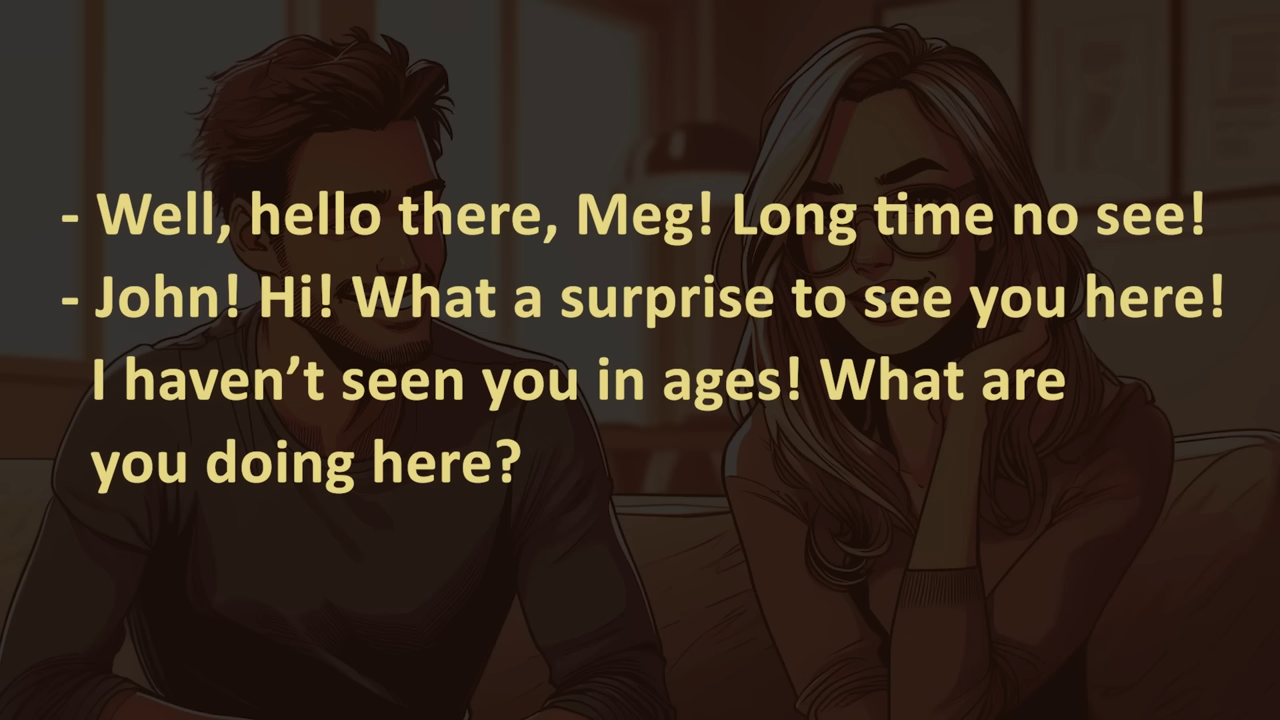 - Well, hello there, Meg! Long time no see!
- John! Hi! What a surprise to see you here!
I haven’t seen you in ages! What are
you doing here?